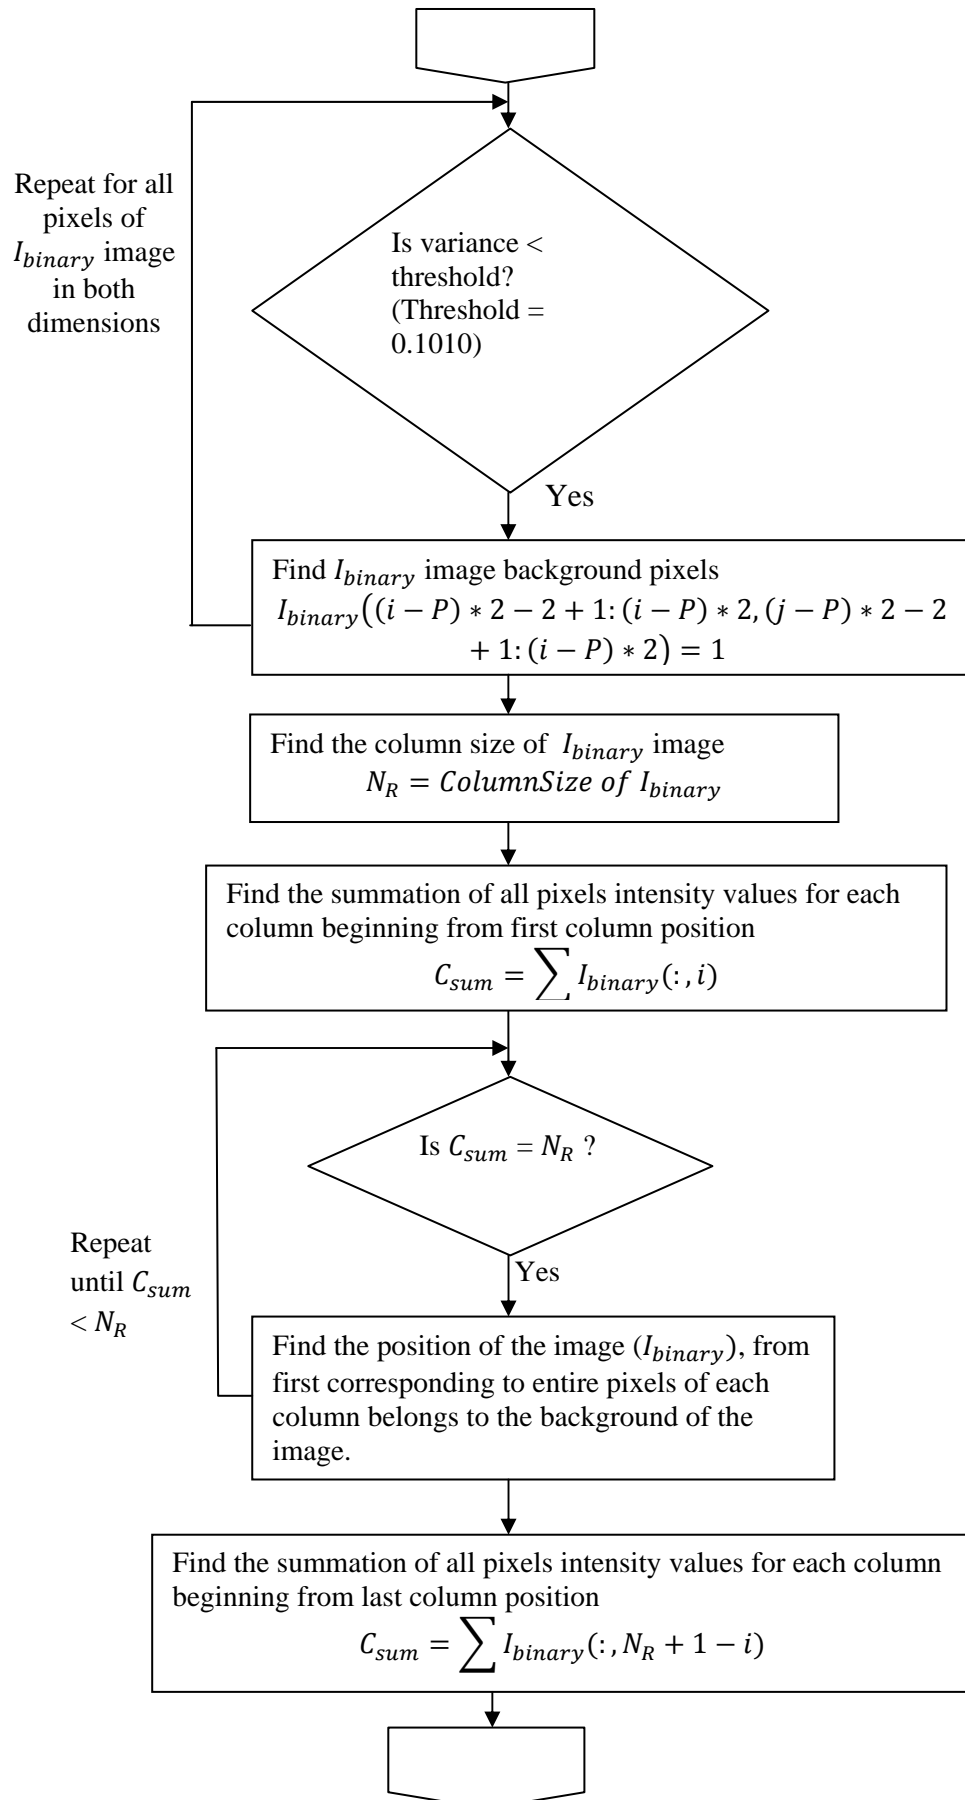 Repeat for all
pixels of
I_binary image
in both
dimensions
Is variance <
threshold?
(Threshold =
0.1010)
Yes
Find I_binary image background pixels
I_binary((i − P) ∗ 2 − 2 + 1: (i − P) ∗ 2, (j − P) ∗ 2 − 2
+ 1: (i − P) ∗ 2) = 1
Find the column size of I_binary image
N_R = ColumnSize of I_binary
Find the summation of all pixels intensity values for each
column beginning from first column position
C_sum = ∑ I_binary(: , i)
Is C_sum = N_R ?
Yes
Repeat
until C_sum
< N_R
Find the position of the image (I_binary), from
first corresponding to entire pixels of each
column belongs to the background of the
image.
Find the summation of all pixels intensity values for each column
beginning from last column position
C_sum = ∑ I_binary(: , N_R + 1 − i)